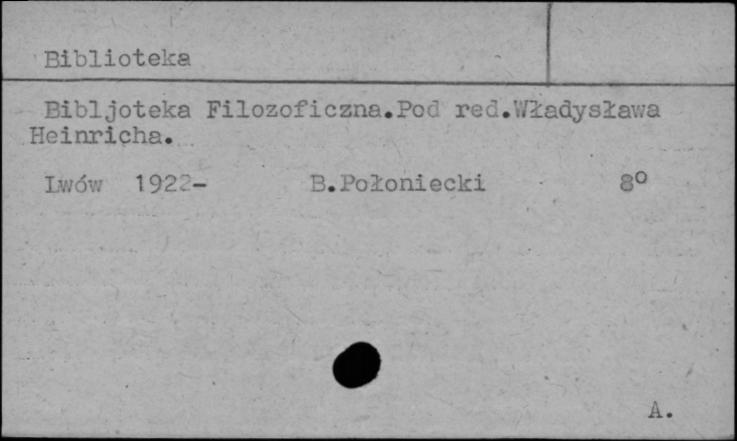 Biblioteka
Bibljoteka Filozoficzna.Pod red.Władysława
Heinricha.
Lwów 1922- B.Połoniecki 8°
A.